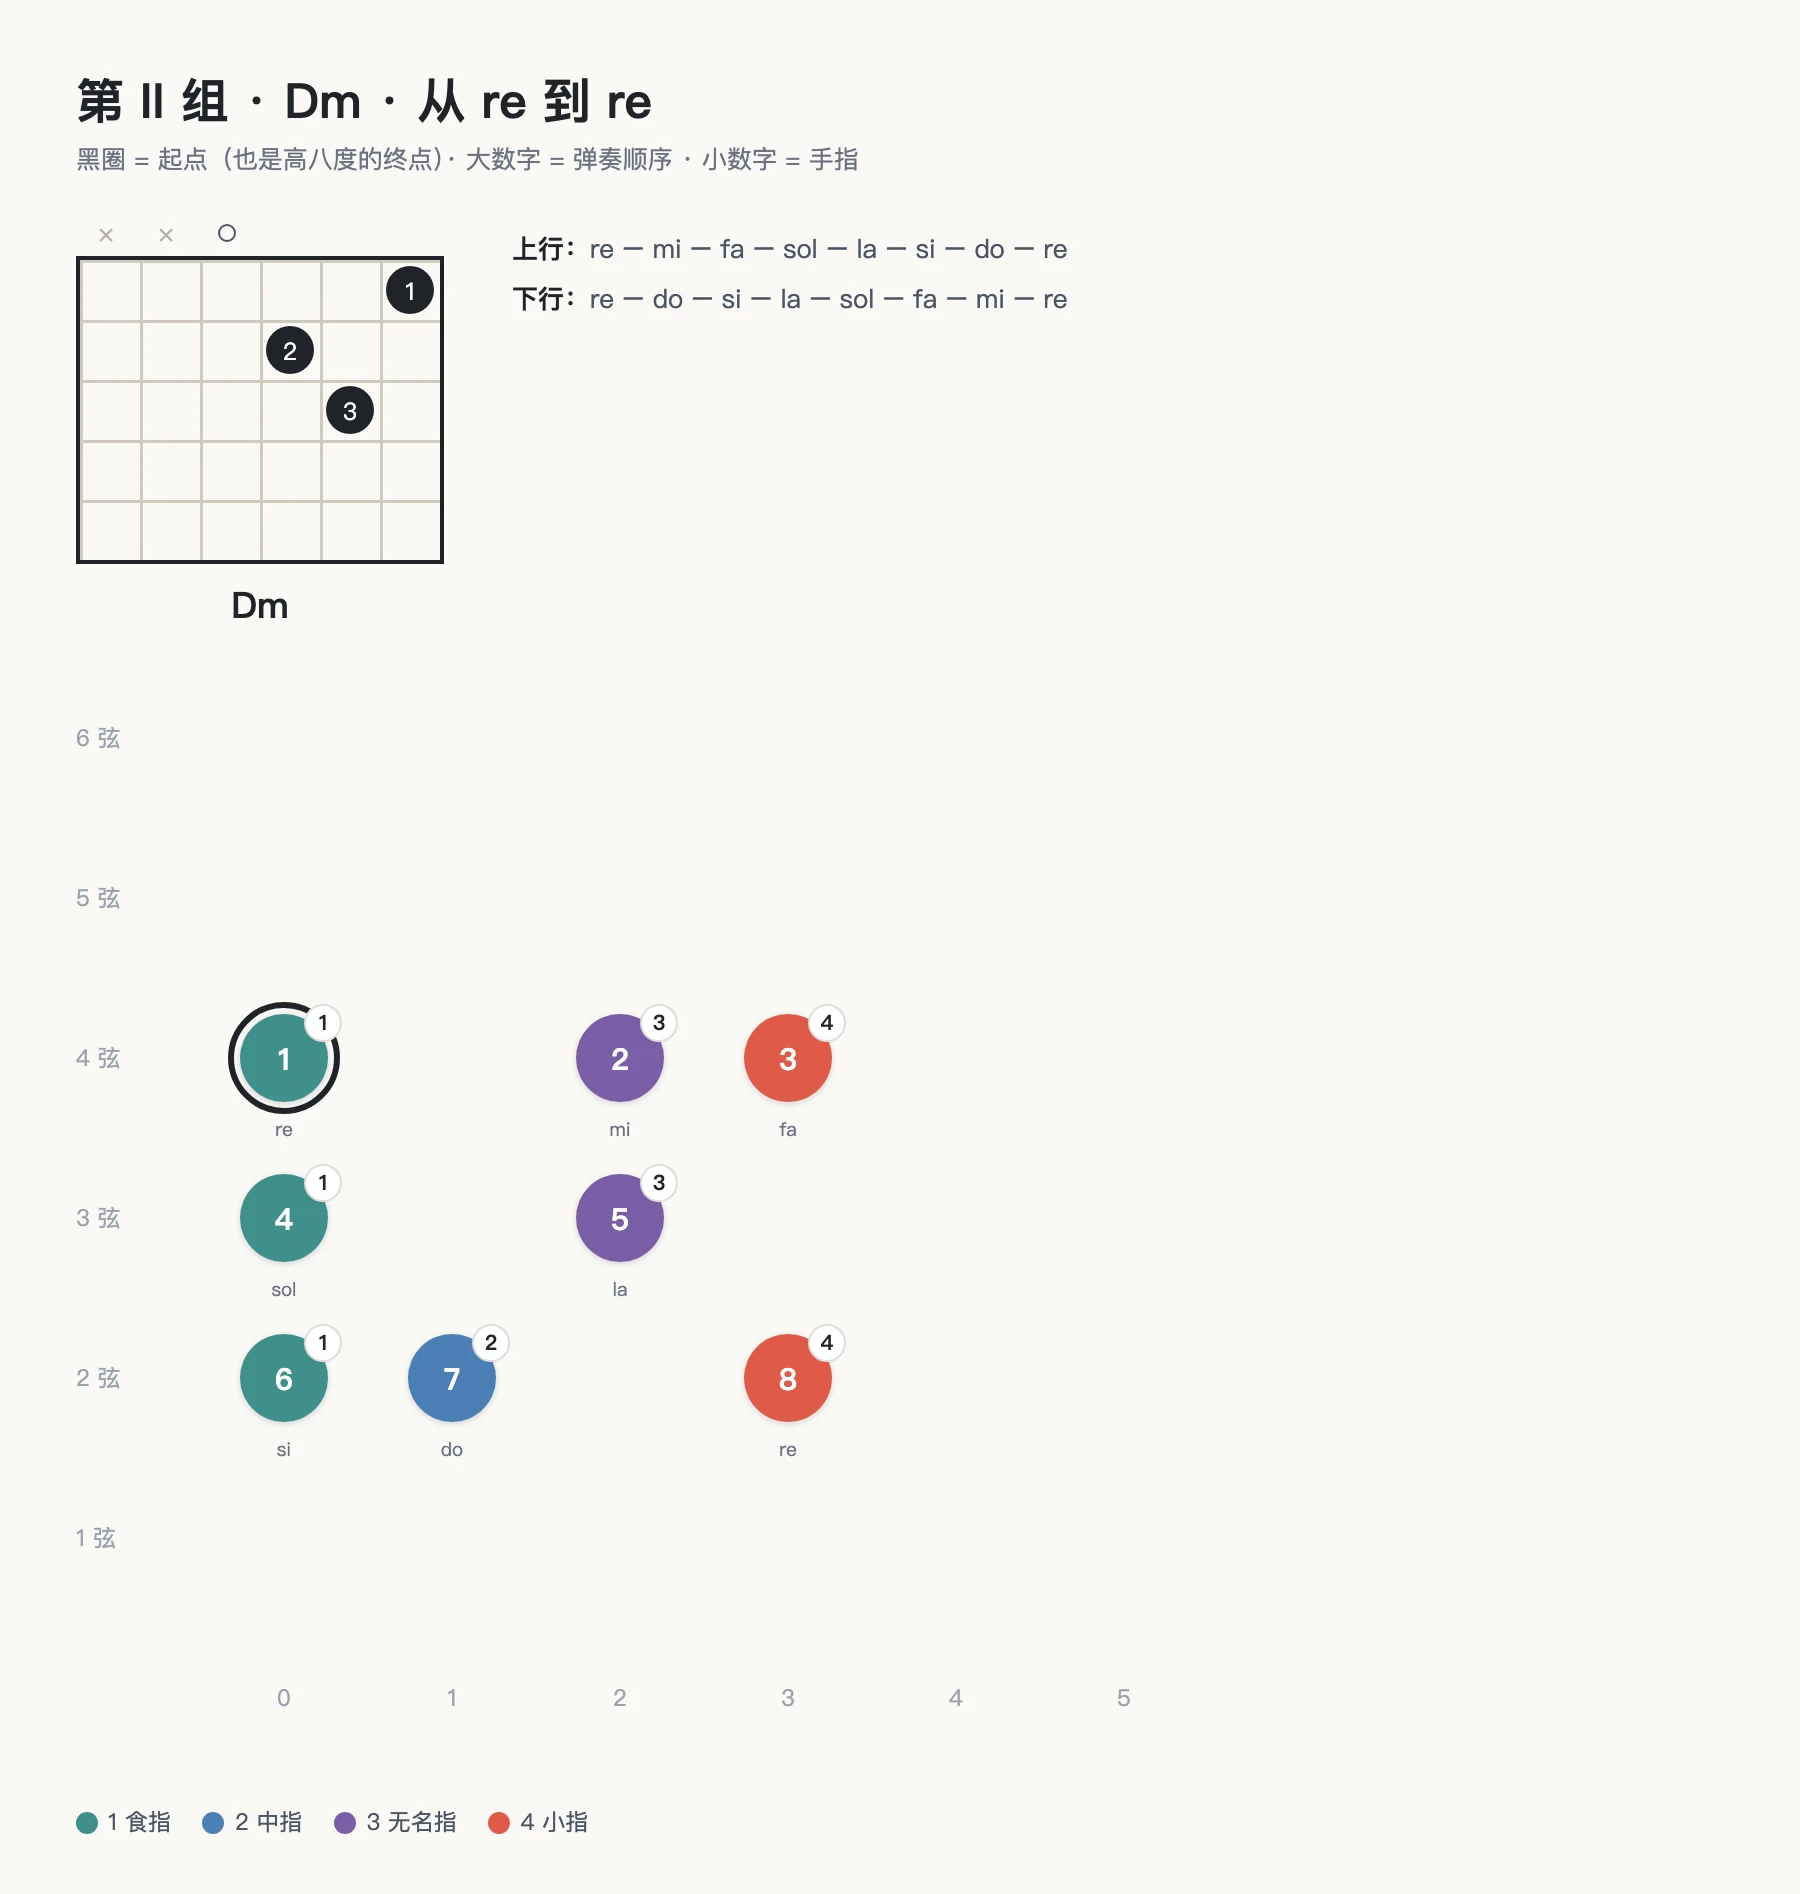 第 II 组 · Dm · 从 re 到 re
黑圈 = 起点（也是高八度的终点）· 大数字 = 弹奏顺序 · 小数字 = 手指
× × ○
上行：re — mi — fa — sol — la — si — do — re
下行：re — do — si — la — sol — fa — mi — re
1
2
3
Dm
6 弦
5 弦
4 弦 1 1 2 3 3 4
re mi fa
3 弦 4 1 5 3
sol la
2 弦 6 1 7 2 8 4
si do re
1 弦
0 1 2 3 4 5
1 食指 2 中指 3 无名指 4 小指